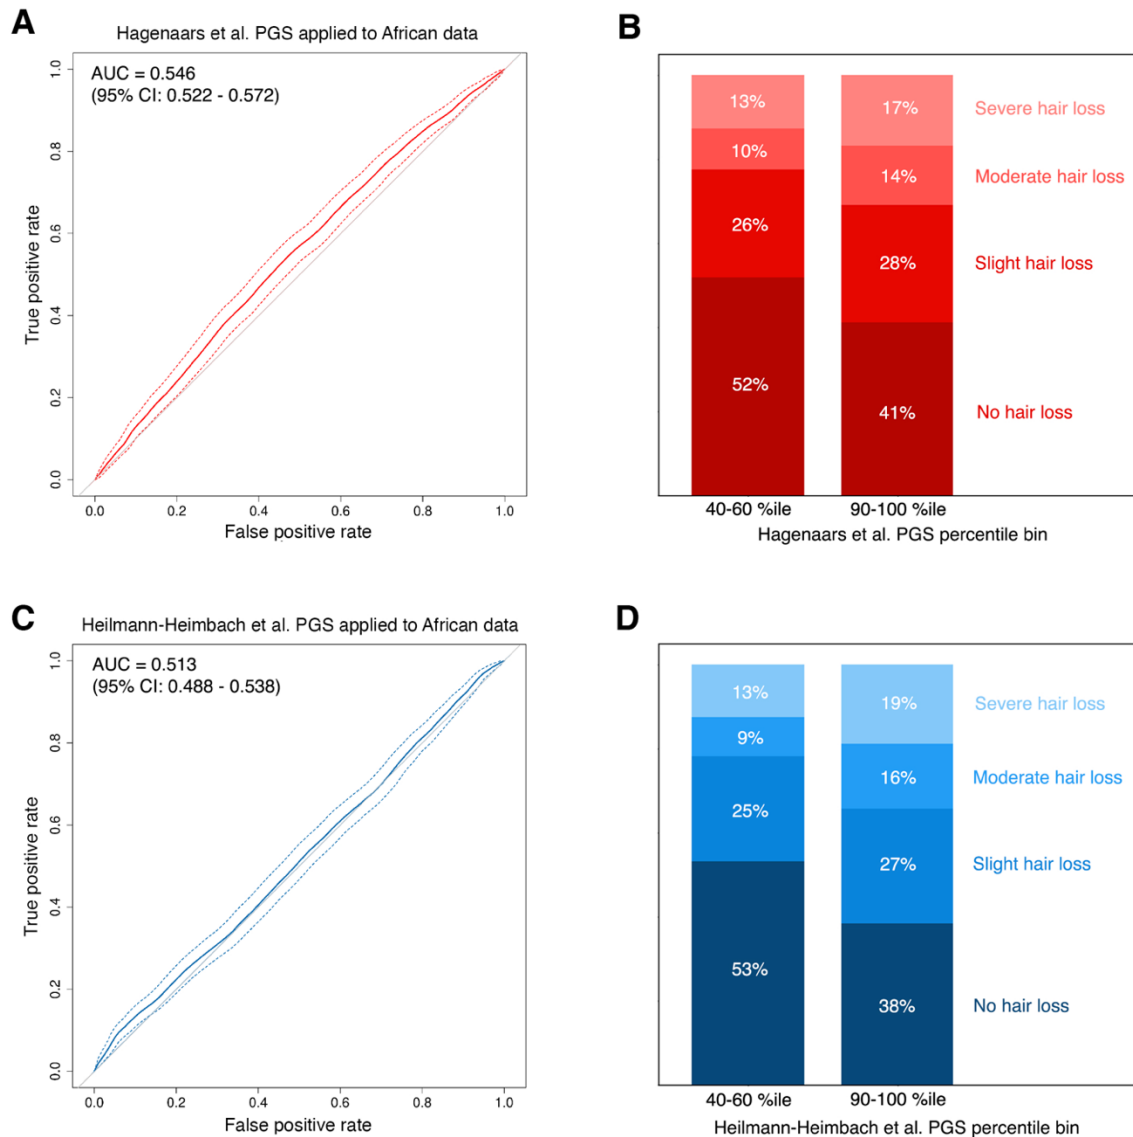 A
Hagenaars et al. PGS applied to African data
AUC = 0.546
(95% CI: 0.522 - 0.572)
True positive rate
1.0
0.8
0.6
0.4
0.2
0.0
0.0 0.2 0.4 0.6 0.8 1.0
False positive rate
B
13% 17% Severe hair loss
10% 14% Moderate hair loss
26% 28% Slight hair loss
52% 41% No hair loss
40-60 %ile 90-100 %ile
Hagenaars et al. PGS percentile bin
C
Heilmann-Heimbach et al. PGS applied to African data
AUC = 0.513
(95% CI: 0.488 - 0.538)
True positive rate
1.0
0.8
0.6
0.4
0.2
0.0
0.0 0.2 0.4 0.6 0.8 1.0
False positive rate
D
13% 19% Severe hair loss
9% 16% Moderate hair loss
25% 27% Slight hair loss
53% 38% No hair loss
40-60 %ile 90-100 %ile
Heilmann-Heimbach et al. PGS percentile bin